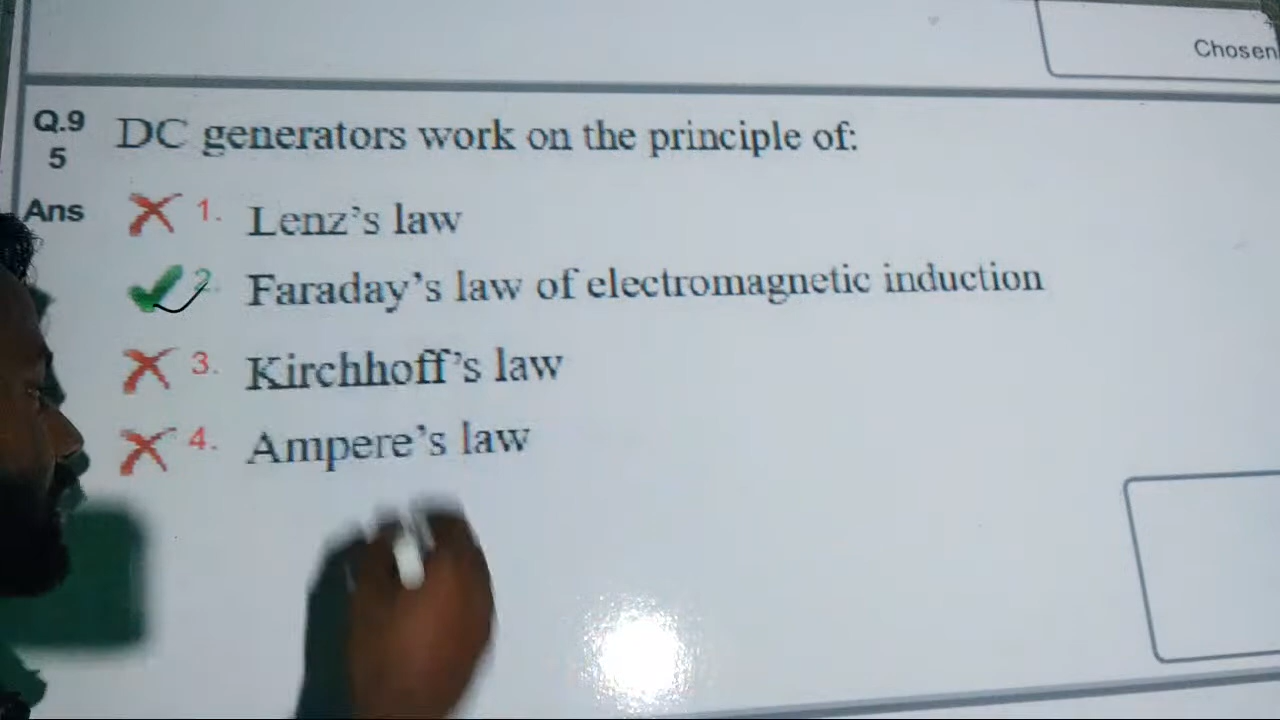 Chosen
Q.9 DC generators work on the principle of:
5
Ans 1. Lenz's law
2. Faraday's law of electromagnetic induction
3. Kirchhoff's law
4. Ampere's law